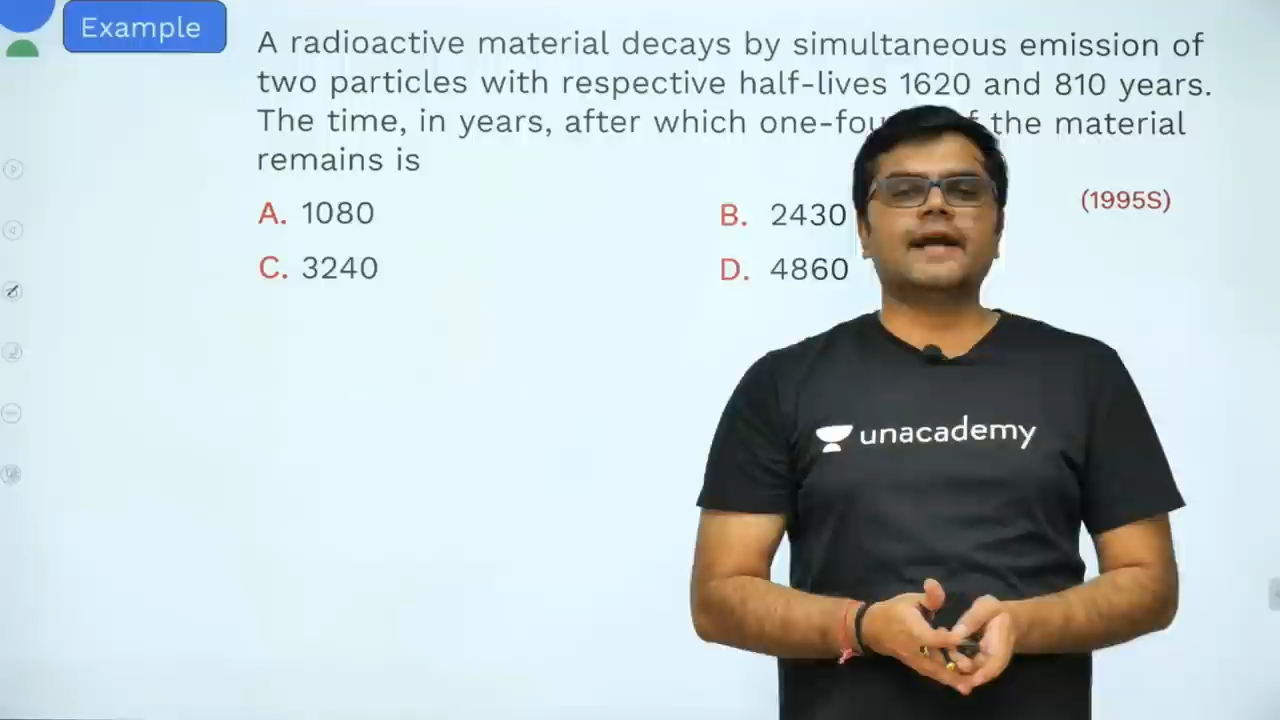 Example
A radioactive material decays by simultaneous emission of
two particles with respective half-lives 1620 and 810 years.
The time, in years, after which the material
remains is
(1995S)
A. 1080
B. 2430
C. 3240
D. 4860
unacademy